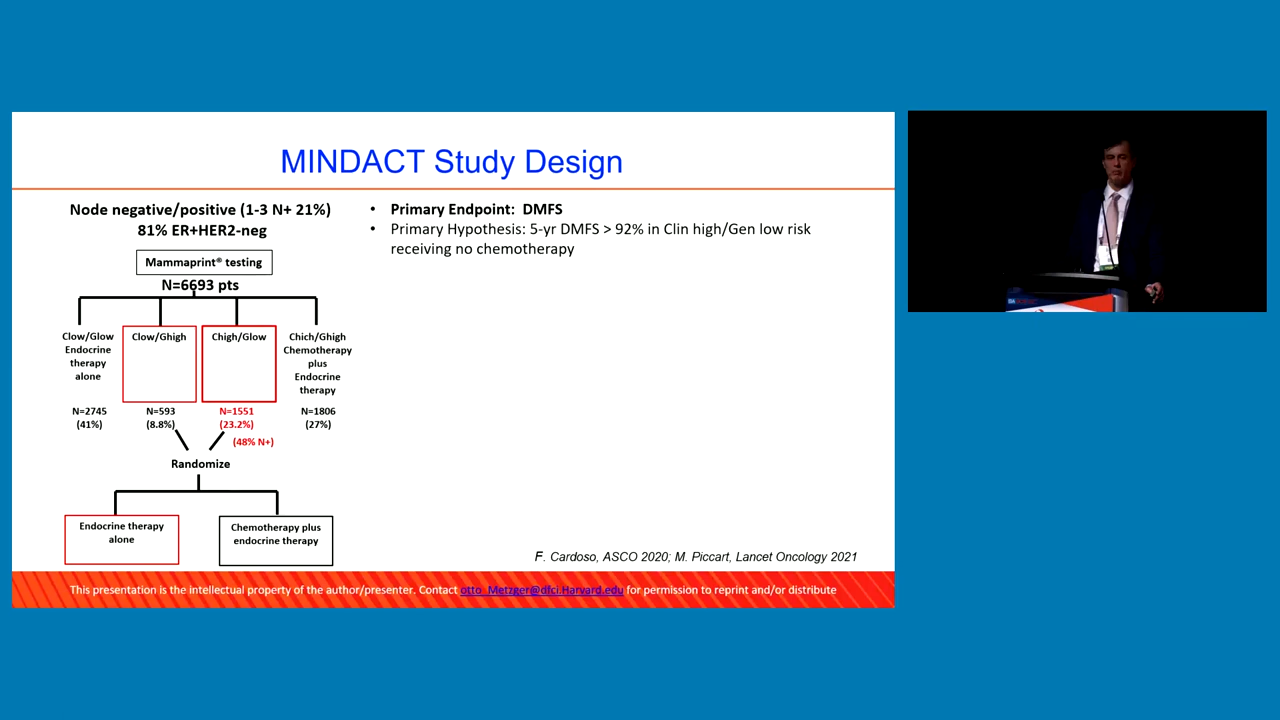 MINDACT Study Design
Node negative/positive (1-3 N+ 21%)
81% ER+HER2-neg
Mammaprint® testing
N=6693 pts
Clow/Glow
Endocrine
therapy
alone
Clow/Ghigh
Chigh/Glow
Chich/Ghigh
Chemotherapy
plus
Endocrine
therapy
N=2745
(41%)
N=593
(8.8%)
N=1551
(23.2%)
(48% N+)
N=1806
(27%)
Randomize
Endocrine therapy
alone
Chemotherapy plus
endocrine therapy
• Primary Endpoint: DMFS
• Primary Hypothesis: 5-yr DMFS > 92% in Clin high/Gen low risk
receiving no chemotherapy
F. Cardoso, ASCO 2020; M. Piccart, Lancet Oncology 2021
This presentation is the intellectual property of the author/presenter. Contact otto_Metzger@dfci.Harvard.edu for permission to reprint and/or distribute